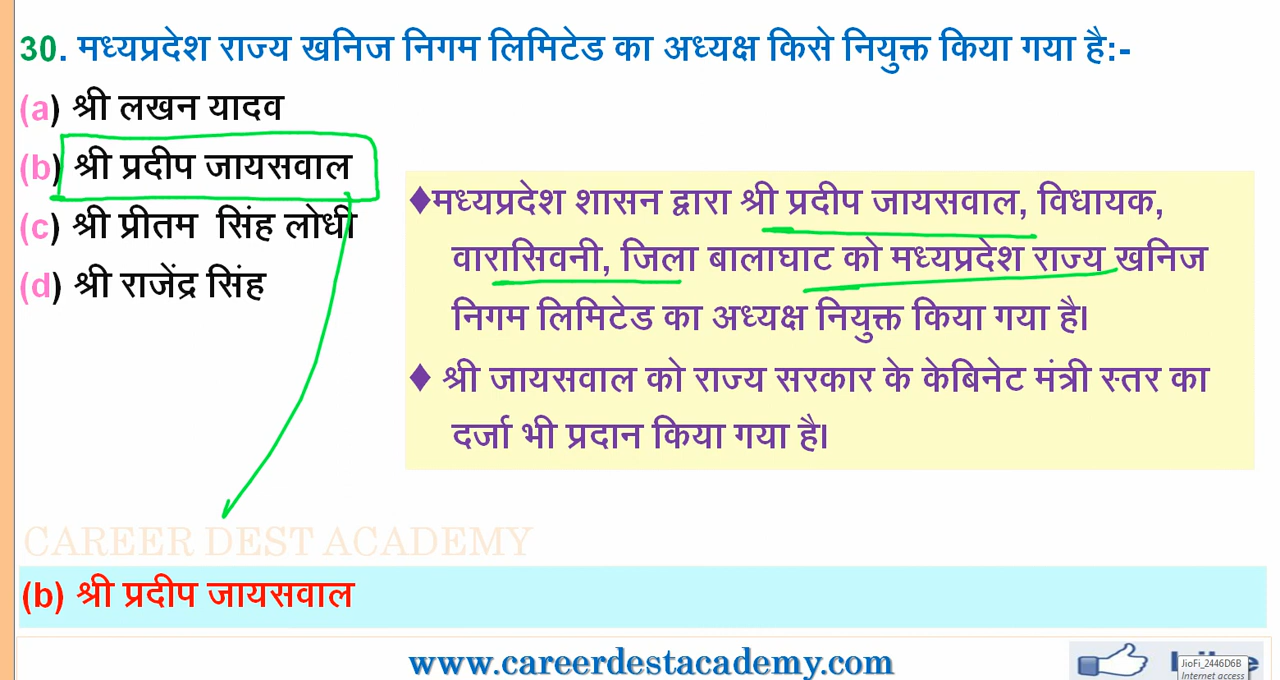 30. मध्यप्रदेश राज्य खनिज निगम लिमिटेड का अध्यक्ष किसे नियुक्त किया गया है:-
(a) श्री लखन यादव
(b) श्री प्रदीप जायसवाल
(c) श्री प्रीतम सिंह लोधी
(d) श्री राजेंद्र सिंह
♦मध्यप्रदेश शासन द्वारा श्री प्रदीप जायसवाल, विधायक,
वारासिवनी, जिला बालाघाट को मध्यप्रदेश राज्य खनिज
निगम लिमिटेड का अध्यक्ष नियुक्त किया गया है।
♦ श्री जायसवाल को राज्य सरकार के केबिनेट मंत्री स्तर का
दर्जा भी प्रदान किया गया है।
CAREER DEST ACADEMY
(b) श्री प्रदीप जायसवाल
www.careerdestacademy.com
JioFi_2446D6B
Internet access